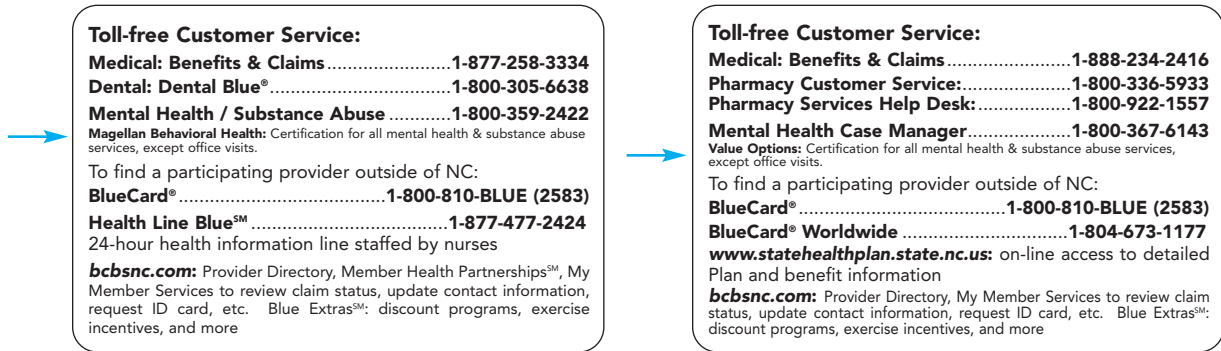 Toll-free Customer Service:
Medical: Benefits & Claims........................1-877-258-3334
Dental: Dental Blue®...................................1-800-305-6638
Mental Health / Substance Abuse ............1-800-359-2422
Magellan Behavioral Health: Certification for all mental health & substance abuse
services, except office visits.
To find a participating provider outside of NC:
BlueCard®........................................1-800-810-BLUE (2583)
Health Line Blue℠ ......................................1-877-477-2424
24-hour health information line staffed by nurses
bcbsnc.com: Provider Directory, Member Health Partnerships℠, My
Member Services to review claim status, update contact information,
request ID card, etc. Blue Extras℠: discount programs, exercise
incentives, and more
Toll-free Customer Service:
Medical: Benefits & Claims........................1-888-234-2416
Pharmacy Customer Service:.....................1-800-336-5933
Pharmacy Services Help Desk:..................1-800-922-1557
Mental Health Case Manager....................1-800-367-6143
Value Options: Certification for all mental health & substance abuse services,
except office visits.
To find a participating provider outside of NC:
BlueCard®........................................1-800-810-BLUE (2583)
BlueCard® Worldwide ................................1-804-673-1177
www.statehealthplan.state.nc.us: on-line access to detailed
Plan and benefit information
bcbsnc.com: Provider Directory, My Member Services to review claim
status, update contact information, request ID card, etc. Blue Extras℠:
discount programs, exercise incentives, and more